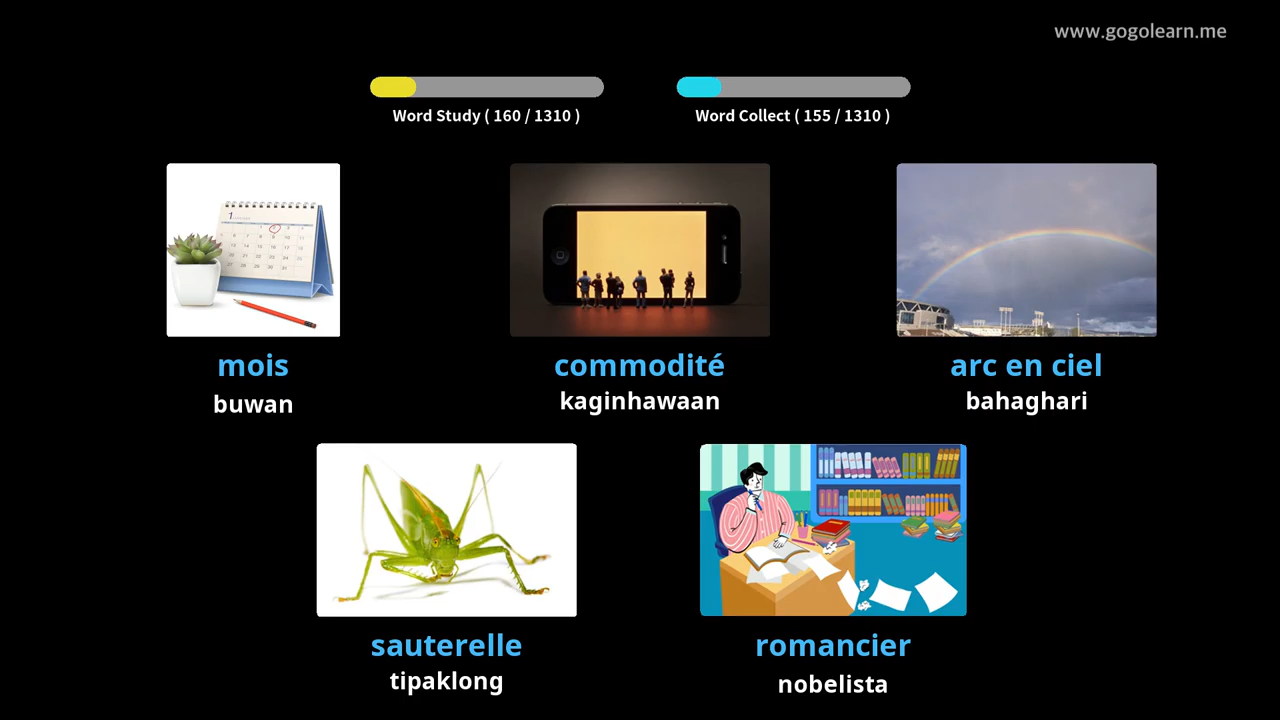 www.gogolearn.me
Word Study ( 160 / 1310 )
Word Collect ( 155 / 1310 )
mois
buwan
commodité
kaginhawaan
arc en ciel
bahaghari
sauterelle
tipaklong
romancier
nobelista